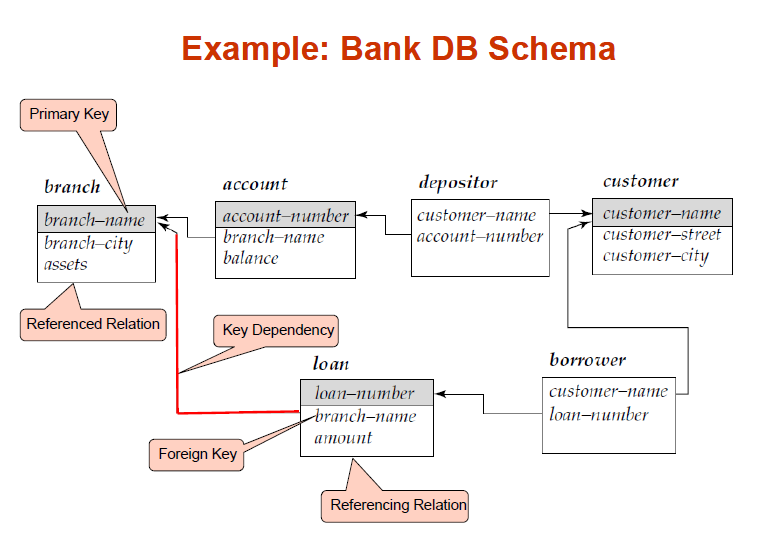 Example: Bank DB Schema
Primary Key
branch
branch–name
branch–city
assets
account
account–number
branch–name
balance
depositor
customer–name
account–number
customer
customer–name
customer–street
customer–city
Referenced Relation
Key Dependency
loan
loan–number
branch–name
amount
borrower
customer–name
loan–number
Foreign Key
Referencing Relation